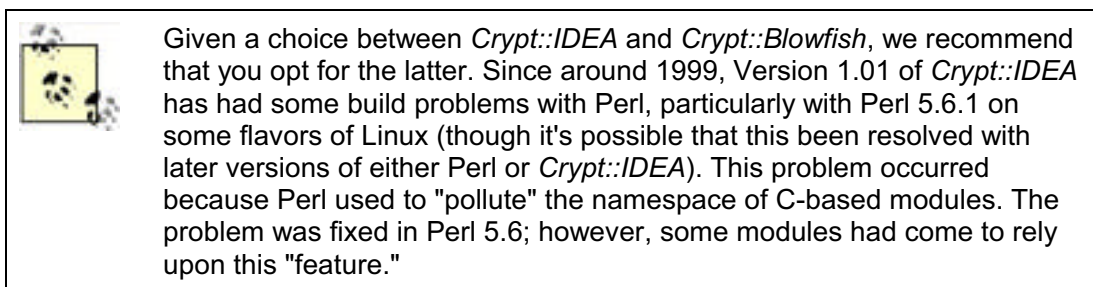 Given a choice between Crypt::IDEA and Crypt::Blowfish, we recommend
that you opt for the latter. Since around 1999, Version 1.01 of Crypt::IDEA
has had some build problems with Perl, particularly with Perl 5.6.1 on
some flavors of Linux (though it's possible that this been resolved with
later versions of either Perl or Crypt::IDEA). This problem occurred
because Perl used to "pollute" the namespace of C-based modules. The
problem was fixed in Perl 5.6; however, some modules had come to rely
upon this "feature."